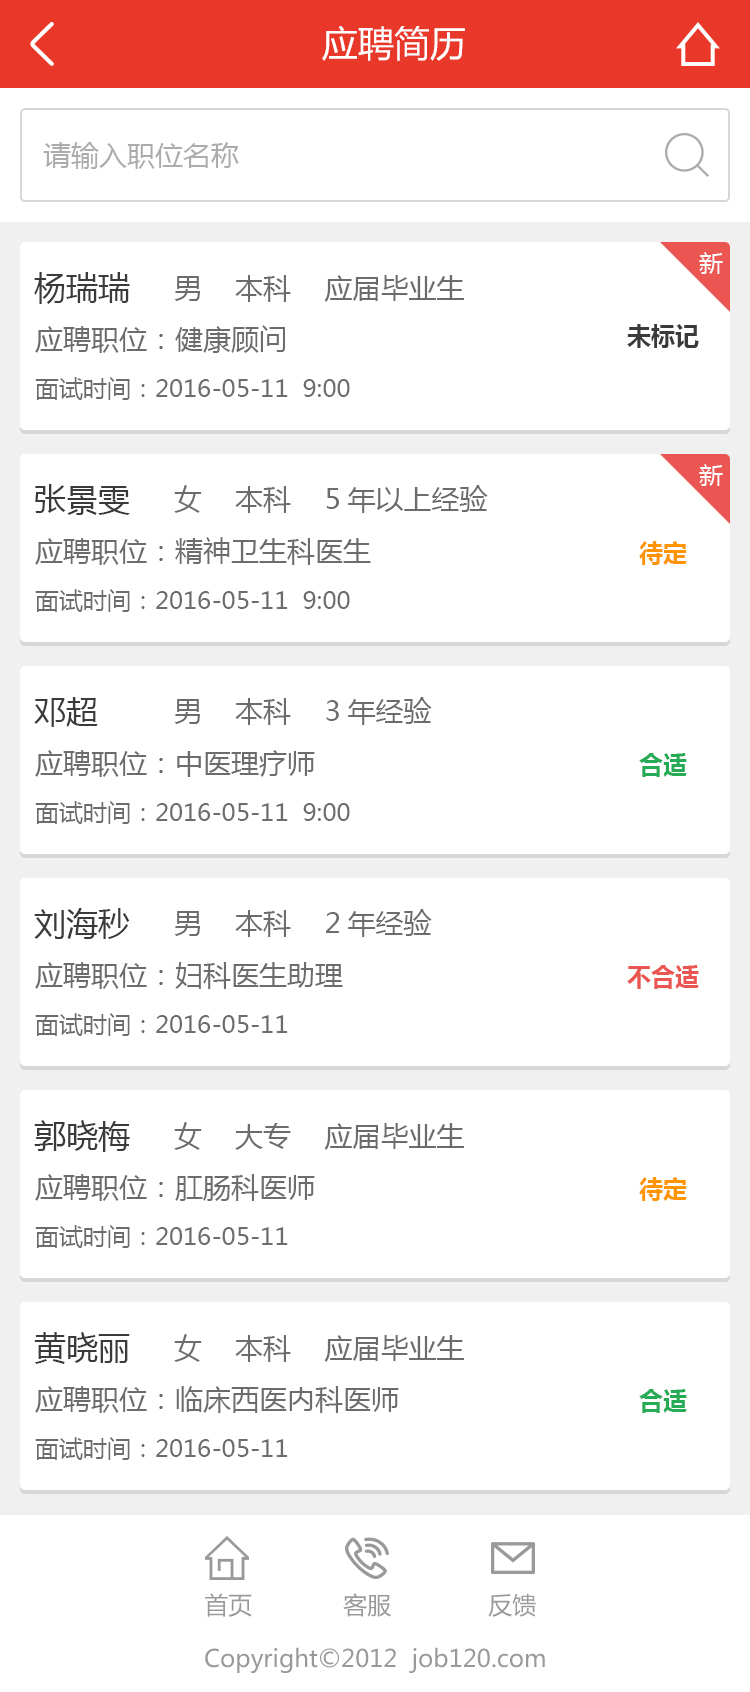 应聘简历
请输入职位名称
杨瑞瑞 男 本科 应届毕业生 新
应聘职位：健康顾问 未标记
面试时间：2016-05-11 9:00
张景雯 女 本科 5 年以上经验 新
应聘职位：精神卫生科医生 待定
面试时间：2016-05-11 9:00
邓超 男 本科 3 年经验
应聘职位：中医理疗师 合适
面试时间：2016-05-11 9:00
刘海秒 男 本科 2 年经验
应聘职位：妇科医生助理 不合适
面试时间：2016-05-11
郭晓梅 女 大专 应届毕业生
应聘职位：肛肠科医师 待定
面试时间：2016-05-11
黄晓丽 女 本科 应届毕业生
应聘职位：临床西医内科医师 合适
面试时间：2016-05-11
首页 客服 反馈
Copyright©2012 job120.com